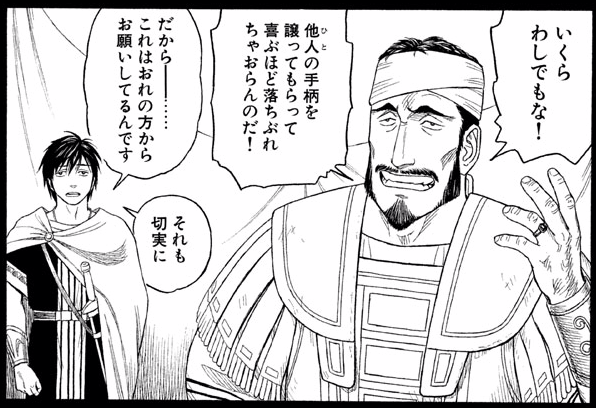 いくら
わしでもな！
他人の手柄を
ひと
譲ってもらって
喜ぶほど落ちぶれ
ちゃおらんのだ！
だから――……
これはおれの方から
お願いしてるんです
それも
切実に